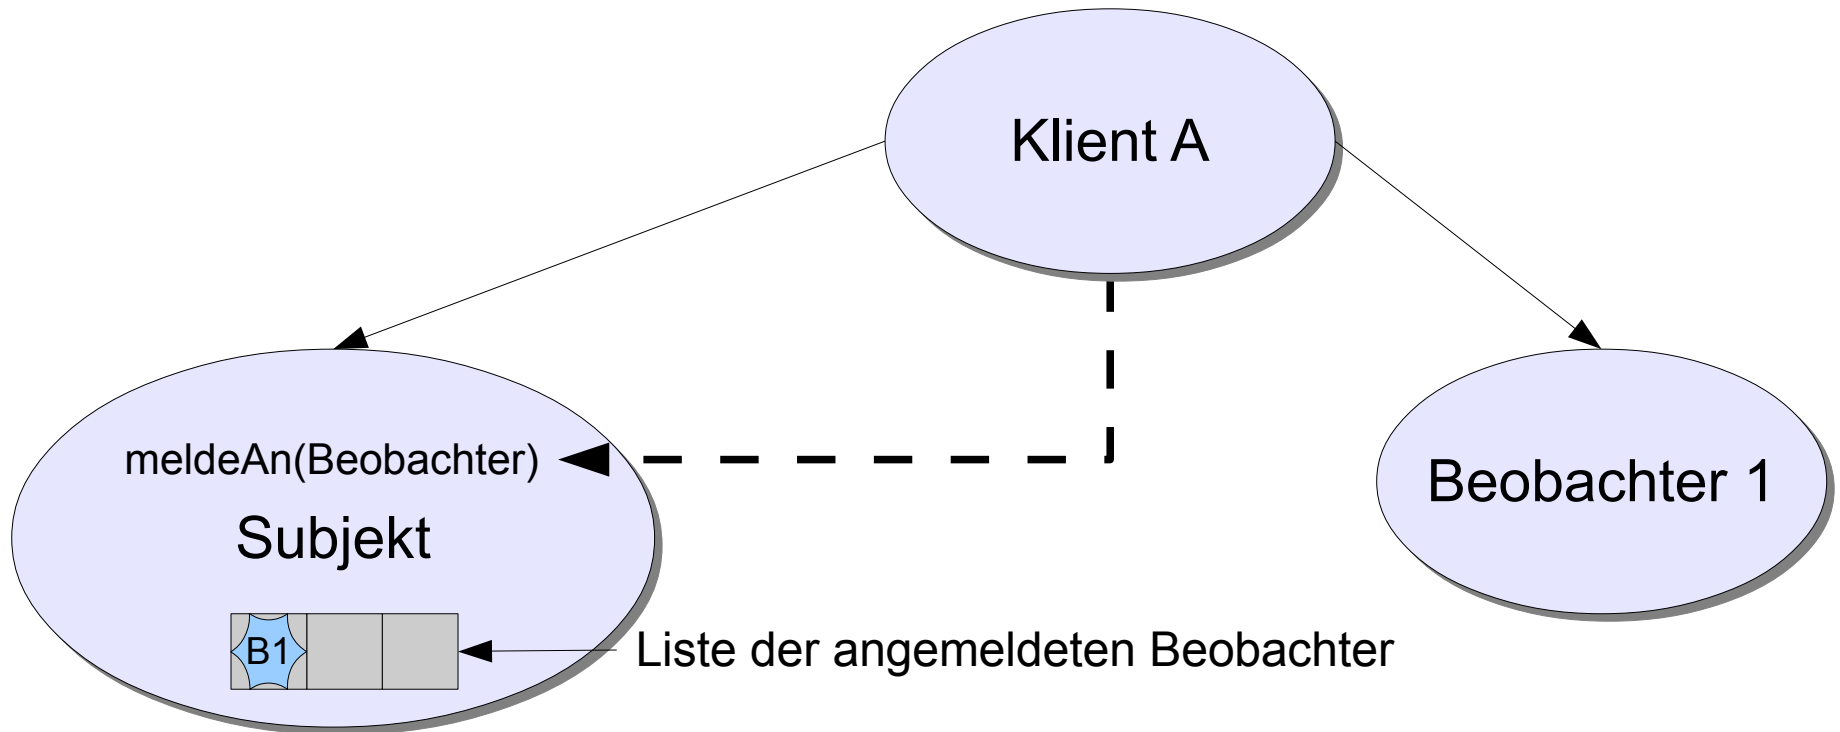 Klient A
meldeAn(Beobachter)
Subjekt
Beobachter 1
B1
Liste der angemeldeten Beobachter